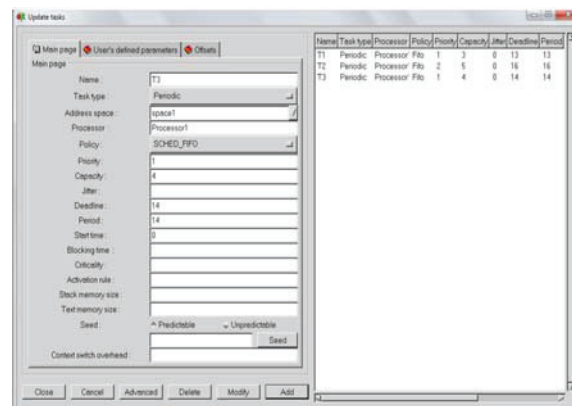 Update tasks
Main page User's defined parameters Offsets
Main page
Name : T3
Task type : Periodic
Address space : space1
Processor : Processor1
Policy : SCHED_FIFO
Priority : 1
Capacity : 4
Jitter :
Deadline : 14
Period : 14
Start time : 0
Blocking time :
Criticality :
Activation rule :
Stack memory size :
Text memory size :
Seed : Predictable Unpredictable
Seed
Context switch overhead :
Close Cancel Advanced Delete Modify Add
Name Task type Processor Policy Priority Capacity Jitter Deadline Period
T1 Periodic Processor Fifo 1 3 0 13 13
T2 Periodic Processor Fifo 2 5 0 16 16
T3 Periodic Processor Fifo 1 4 0 14 14